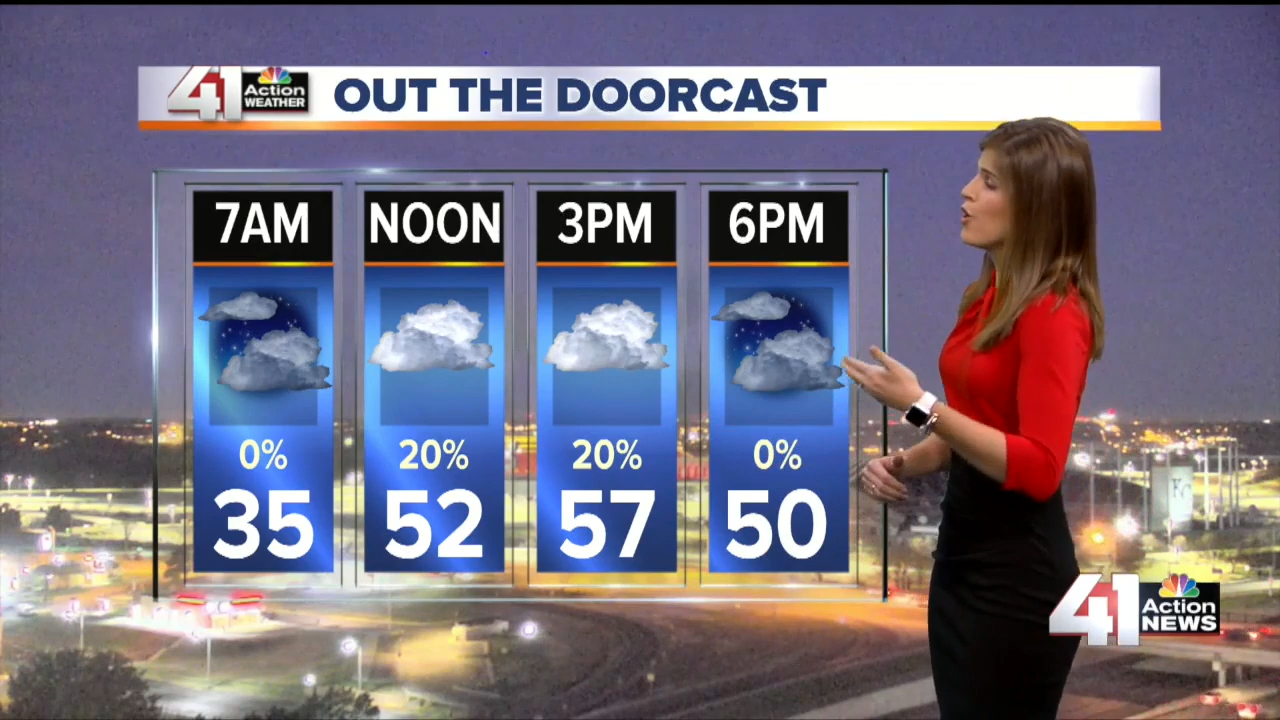 41 Action WEATHER OUT THE DOORCAST
7AM NOON 3PM 6PM
0% 20% 20% 0%
35 52 57 50
KC
41 Action NEWS